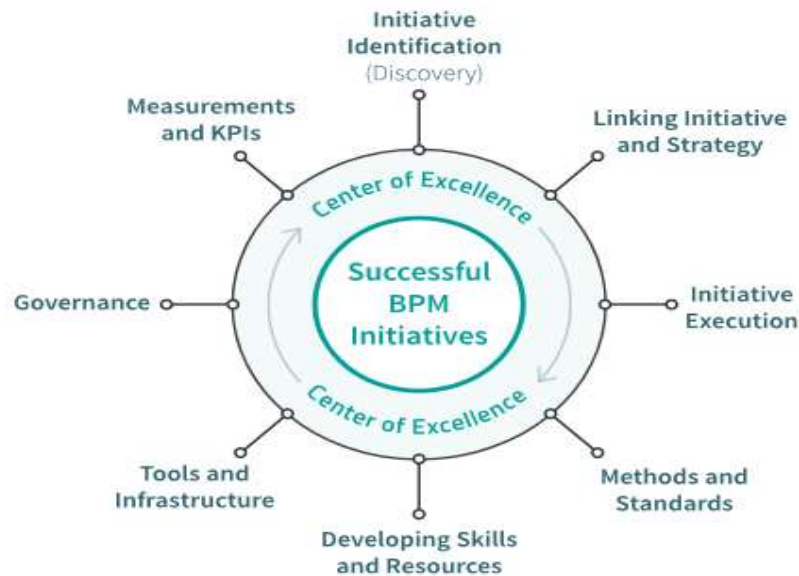 Initiative
Identification
(Discovery)
Measurements
and KPIs
Linking Initiative
and Strategy
Center of Excellence
Successful
BPM
Initiatives
Governance
Initiative
Execution
Center of Excellence
Tools and
Infrastructure
Methods and
Standards
Developing Skills
and Resources